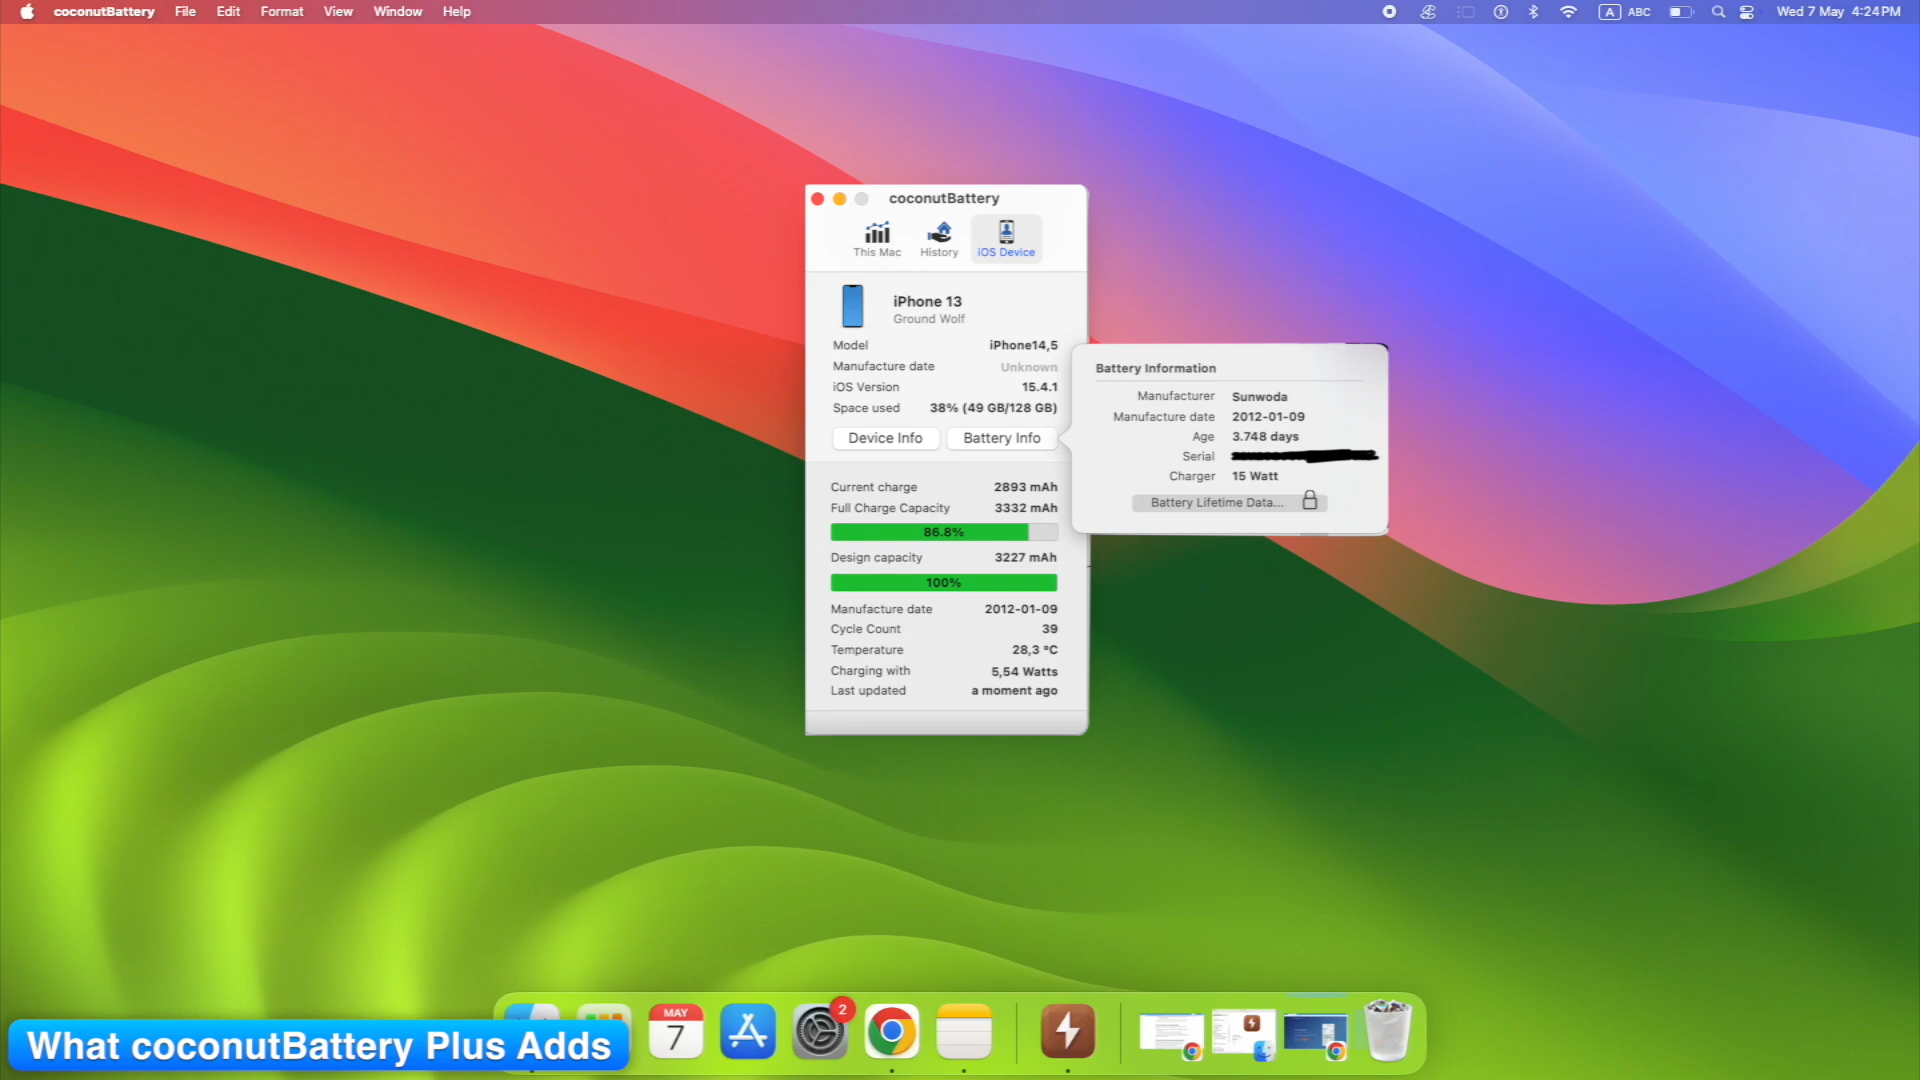 coconutBattery File Edit Format View Window Help A ABC Wed 7 May 4:24PM
coconutBattery
This Mac History iOS Device
iPhone 13
Ground Wolf
Model iPhone14,5
Manufacture date Unknown
iOS Version 15.4.1
Space used 38% (49 GB/128 GB)
Device Info Battery Info
Battery Information
Manufacturer Sunwoda
Manufacture date 2012-01-09
Age 3.748 days
Serial
Charger 15 Watt
Battery Lifetime Data...
Current charge 2893 mAh
Full Charge Capacity 3332 mAh
86.8%
Design capacity 3227 mAh
100%
Manufacture date 2012-01-09
Cycle Count 39
Temperature 28,3 °C
Charging with 5,54 Watts
Last updated a moment ago
MAY
7
2
What coconutBattery Plus Adds